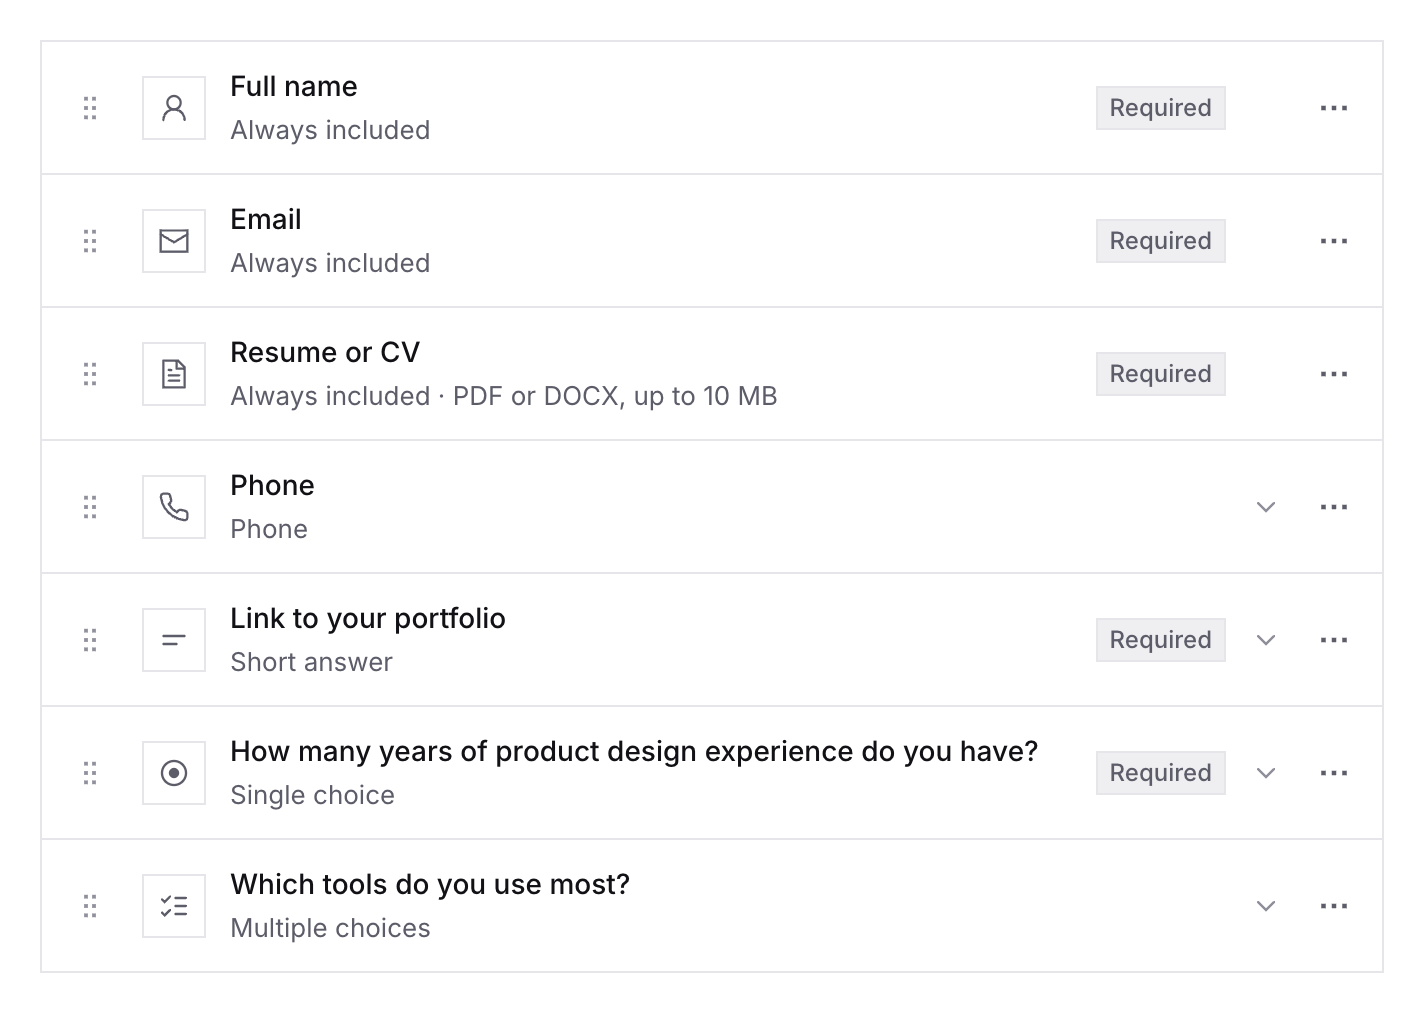 Full name
Always included
Required
Email
Always included
Required
Resume or CV
Always included · PDF or DOCX, up to 10 MB
Required
Phone
Phone
Link to your portfolio
Short answer
Required
How many years of product design experience do you have?
Single choice
Required
Which tools do you use most?
Multiple choices